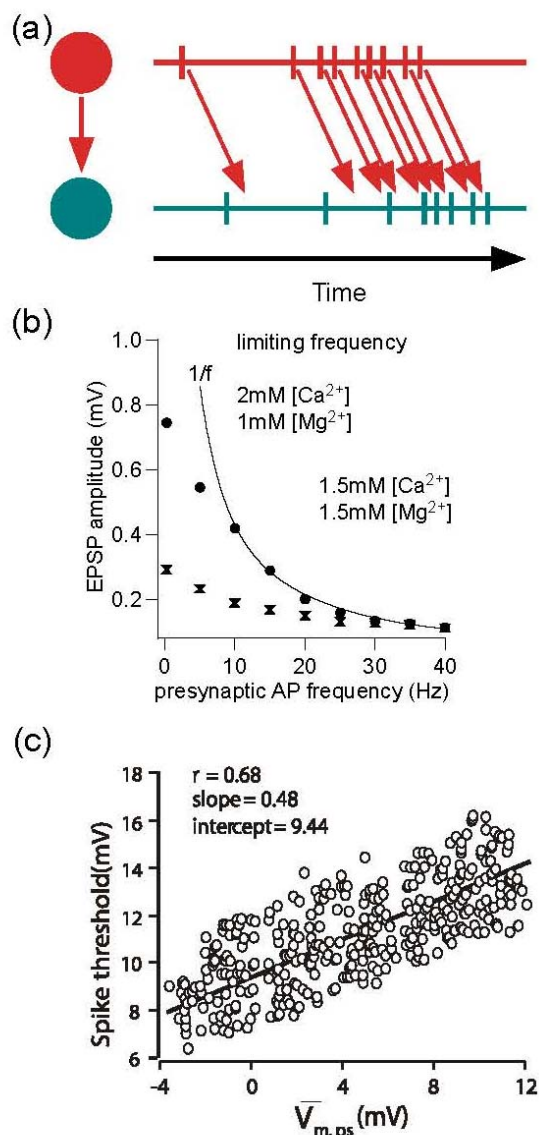 (a)
Time
(b)
limiting frequency
1/f
2mM [Ca²⁺]
1mM [Mg²⁺]
1.5mM [Ca²⁺]
1.5mM [Mg²⁺]
EPSP amplitude (mV)
1.0
0.8
0.6
0.4
0.2
0 10 20 30 40
presynaptic AP frequency (Hz)
(c)
r = 0.68
slope = 0.48
intercept = 9.44
Spike threshold(mV)
18
16
14
12
10
8
6
-4 0 4 8 12
V̅m, ps (mV)